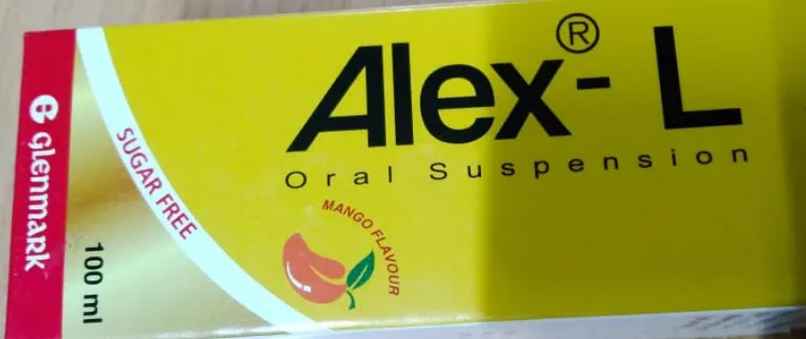 Alex®- L
Oral Suspension
MANGO FLAVOUR
SUGAR FREE
100 ml
Glenmark